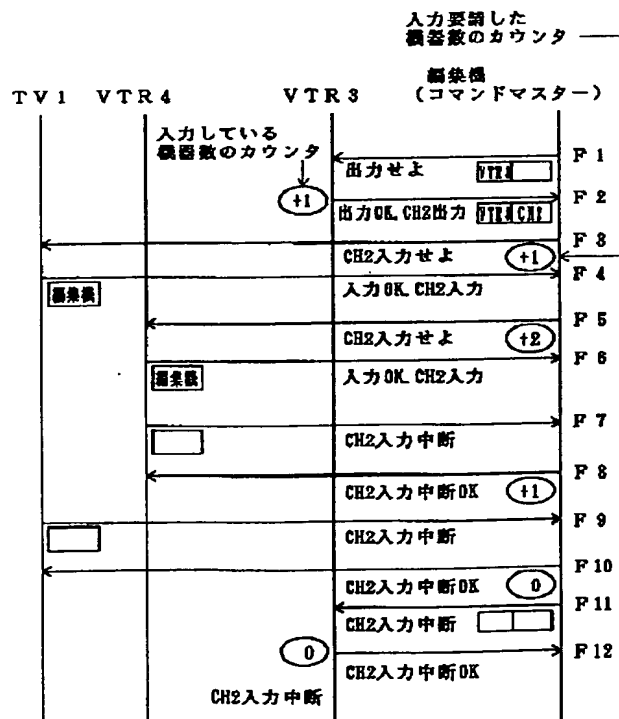 入力要請した
機器数のカウンタ
編集機
(コマンドマスター)
TV1 VTR4 VTR3
入力している
機器数のカウンタ
F1
出力せよ
F2
+1
出力OK.CH2出力
F3
CH2入力せよ
+1
F4
編集機
入力OK.CH2入力
F5
CH2入力せよ
+2
F6
編集機
入力OK.CH2入力
F7
CH2入力中断
F8
CH2入力中断OK
+1
F9
CH2入力中断
F10
CH2入力中断OK
0
F11
CH2入力中断
F12
0
CH2入力中断OK
CH2入力中断